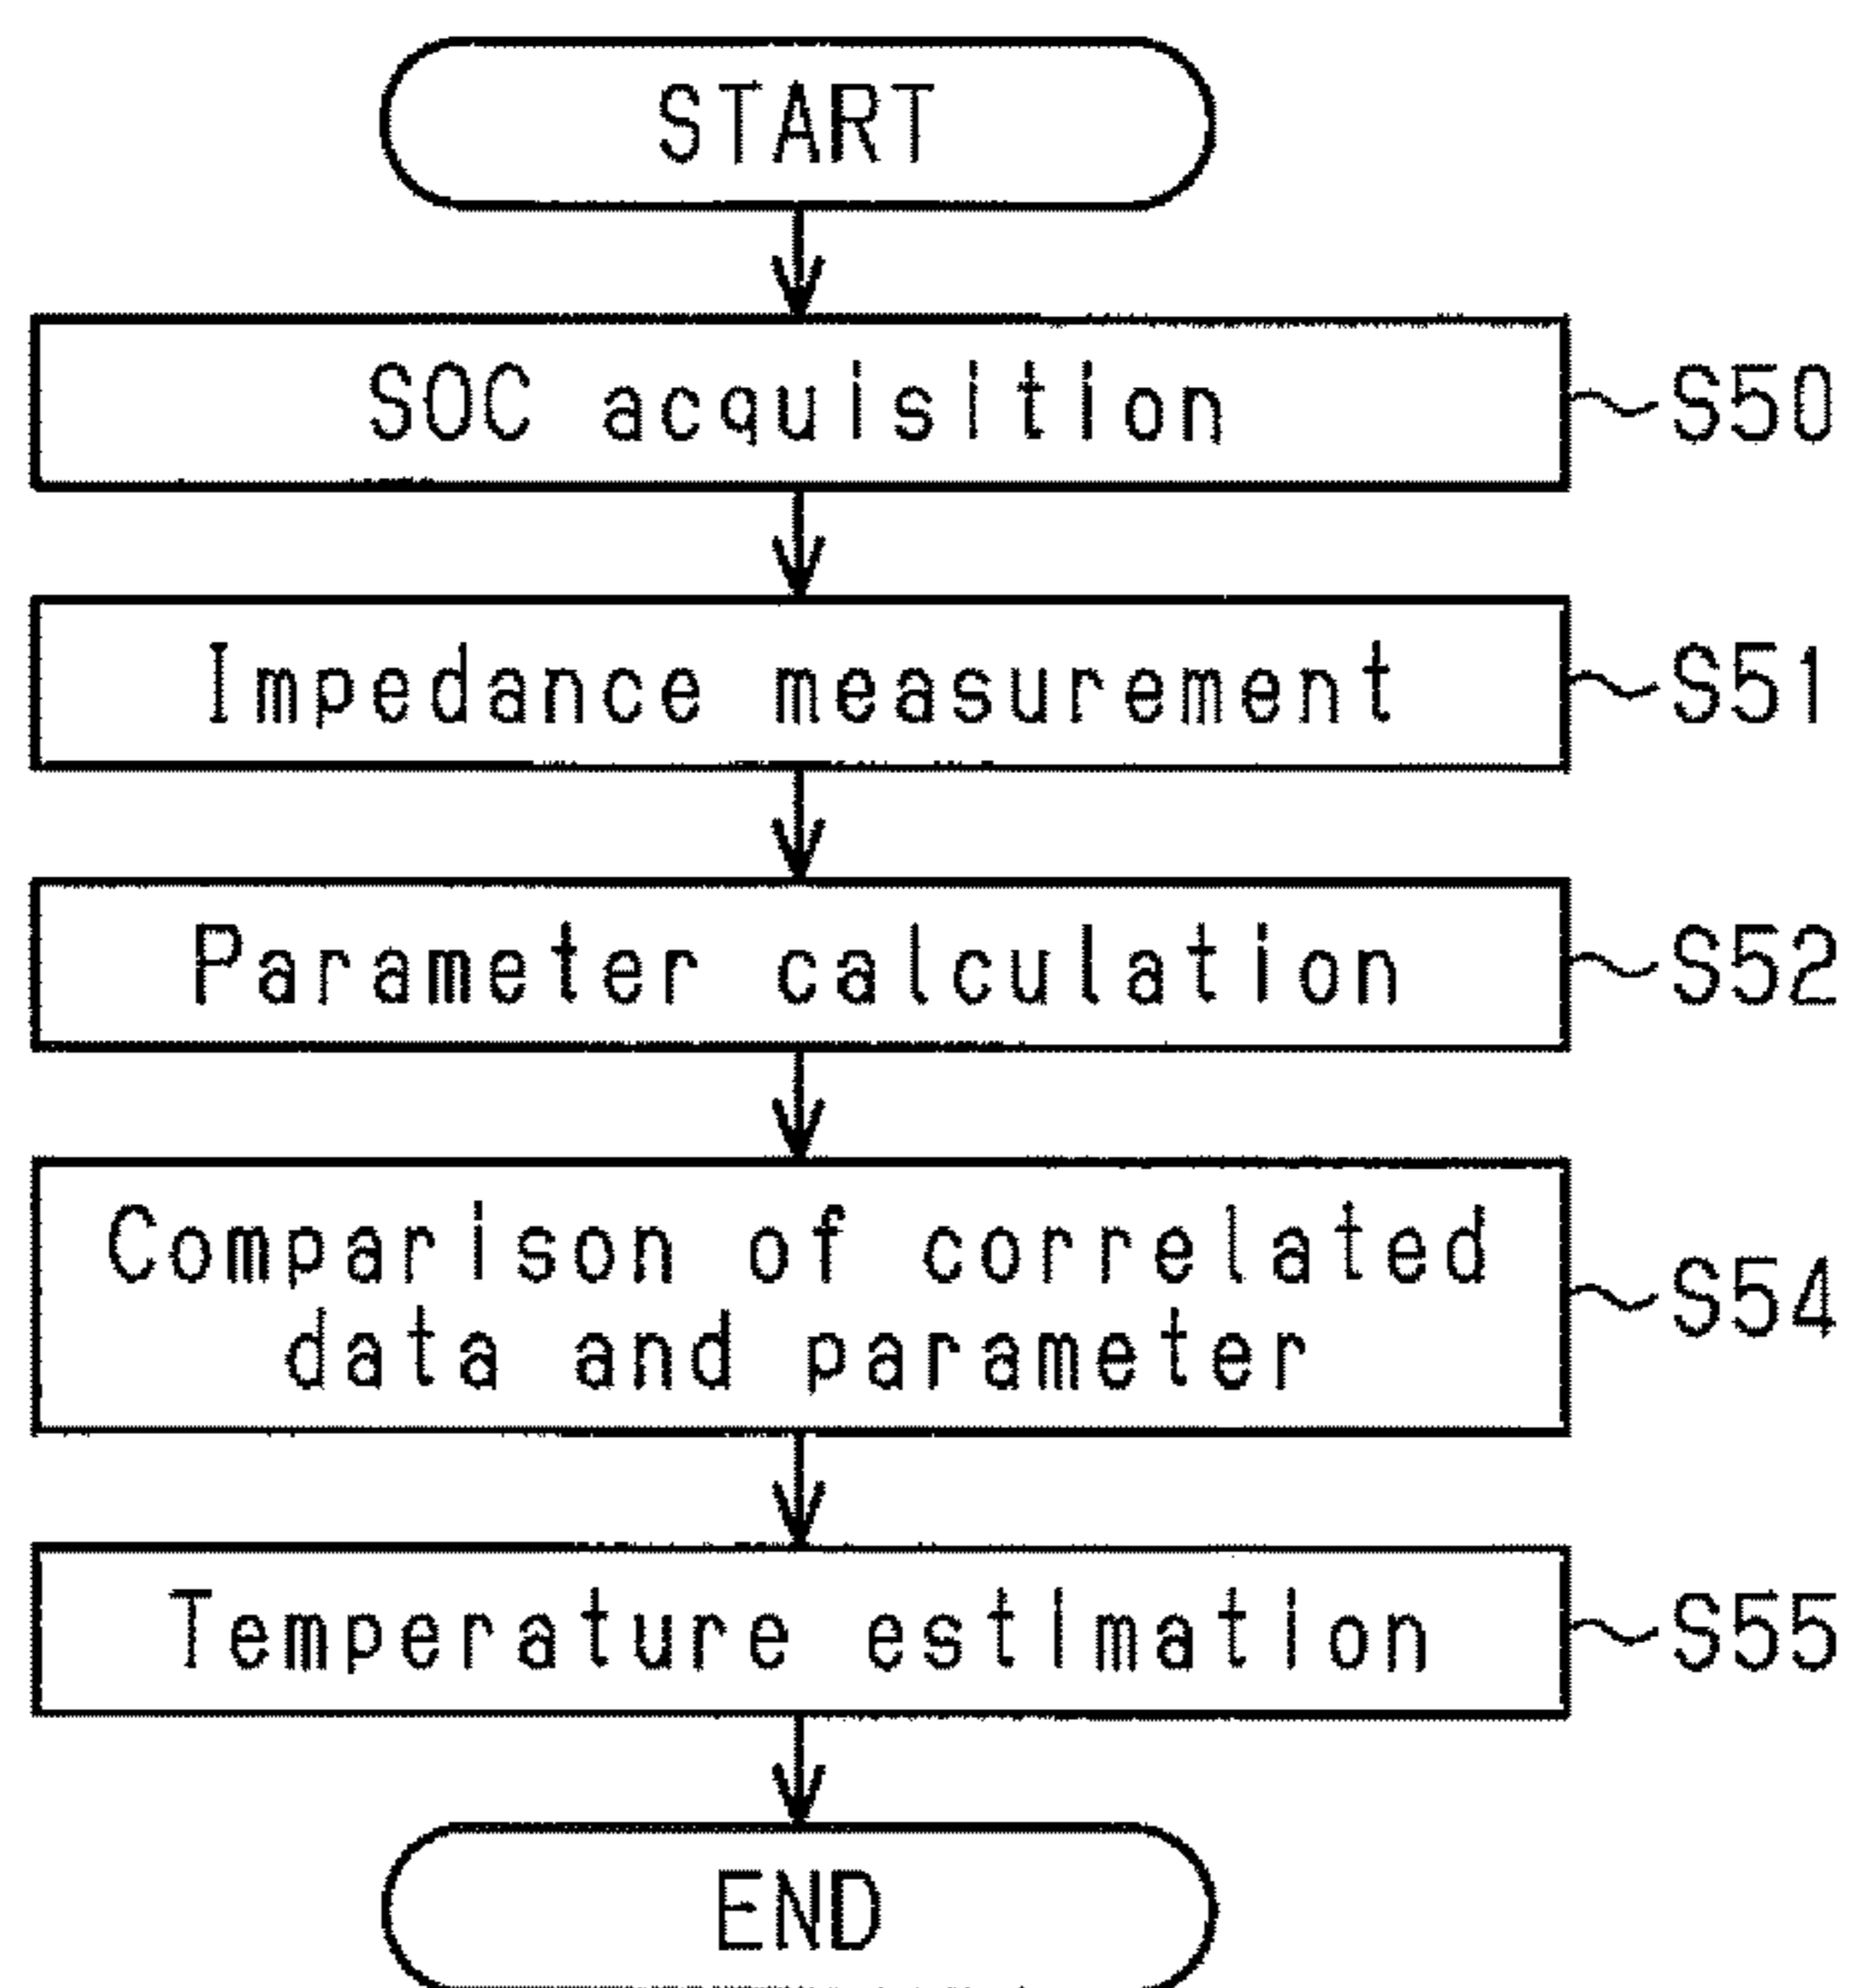 START
SOC acquisition
S50
Impedance measurement
S51
Parameter calculation
S52
Comparison of correlated
data and parameter
S54
Temperature estimation
S55
END